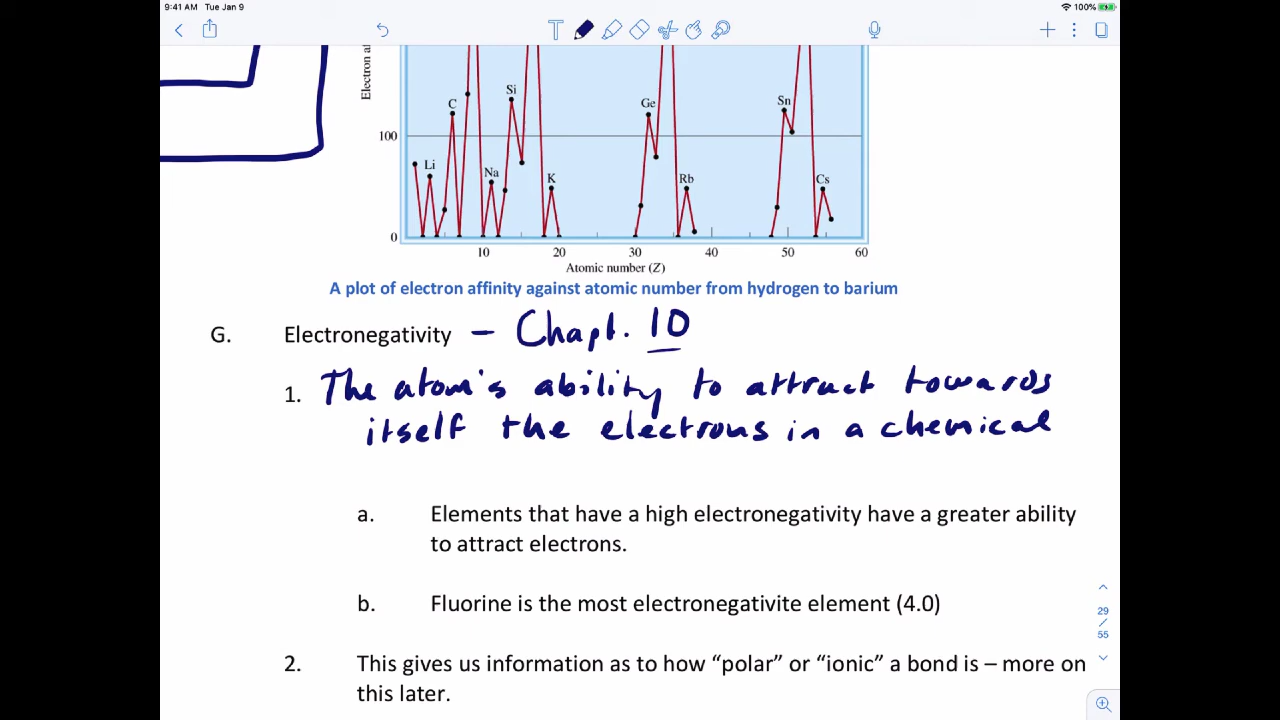 9:41 AM Tue Jan 9
100%
T
Electron af
C
Si
Ge
Sn
100
Li
Na
K
Rb
Cs
0
10 20 30 40 50 60
Atomic number (Z)
A plot of electron affinity against atomic number from hydrogen to barium
G. Electronegativity – Chapt. 10
1. The atom's ability to attract towards
itself the electrons in a chemical
a. Elements that have a high electronegativity have a greater ability
to attract electrons.
b. Fluorine is the most electronegativite element (4.0)
29
/
55
2. This gives us information as to how “polar” or “ionic” a bond is – more on
this later.